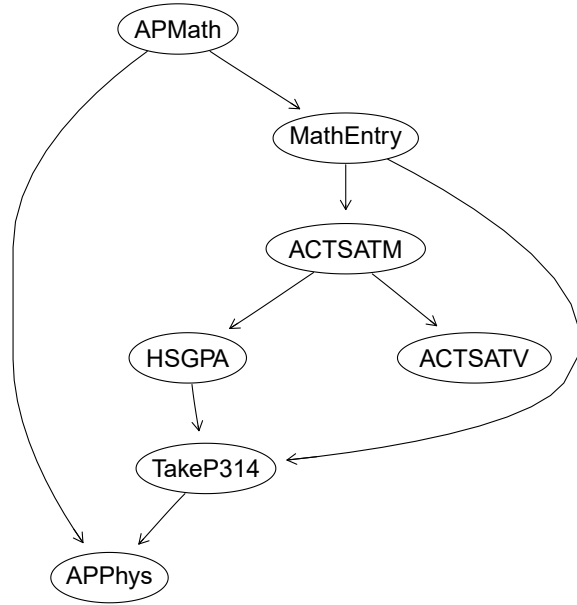 APMath
MathEntry
ACTSATM
HSGPA
ACTSATV
TakeP314
APPhys